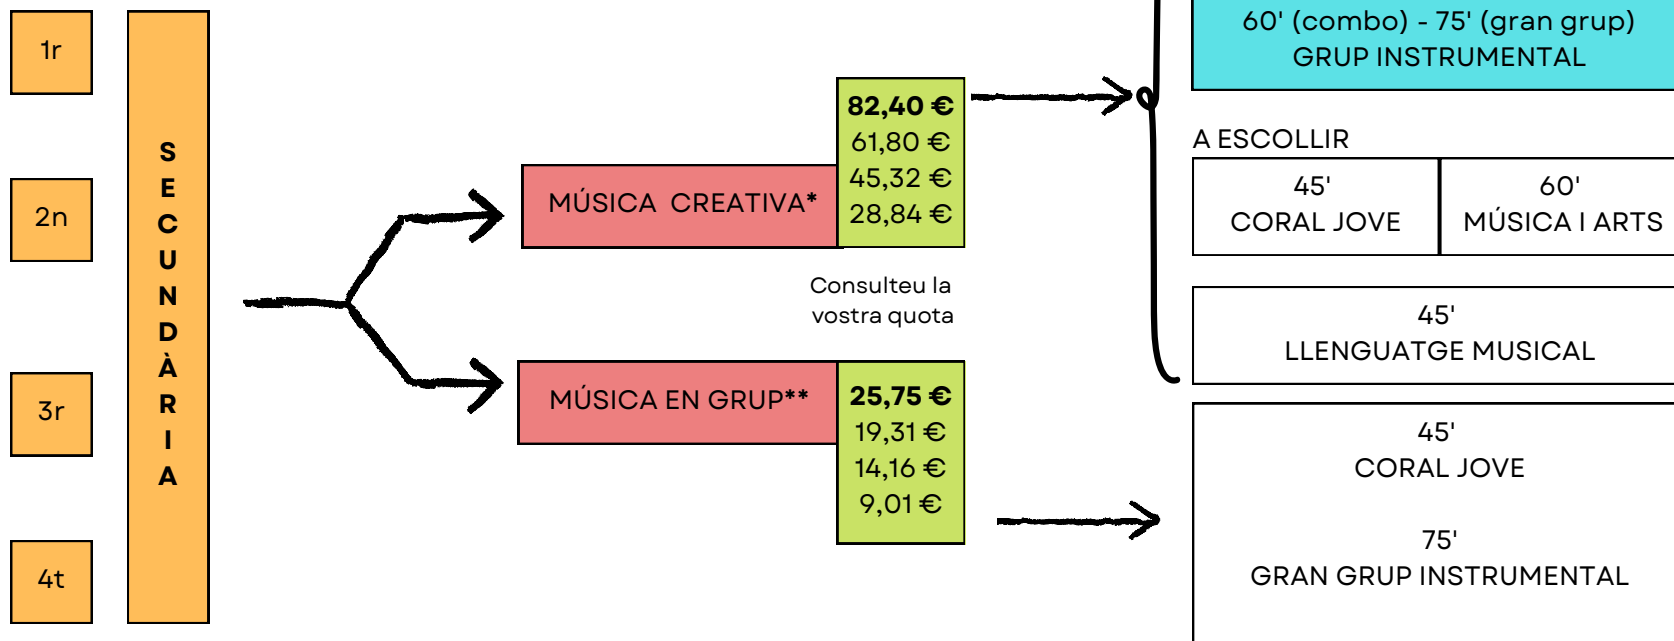 1r
2n
3r
4t
SECUNDÀRIA
MÚSICA CREATIVA*
82,40 €
61,80 €
45,32 €
28,84 €
Consulteu la
vostra quota
MÚSICA EN GRUP**
25,75 €
19,31 €
14,16 €
9,01 €
60' (combo) - 75' (gran grup)
GRUP INSTRUMENTAL
A ESCOLLIR
45'
CORAL JOVE
60'
MÚSICA I ARTS
45'
LLENGUATGE MUSICAL
45'
CORAL JOVE
75'
GRAN GRUP INSTRUMENTAL